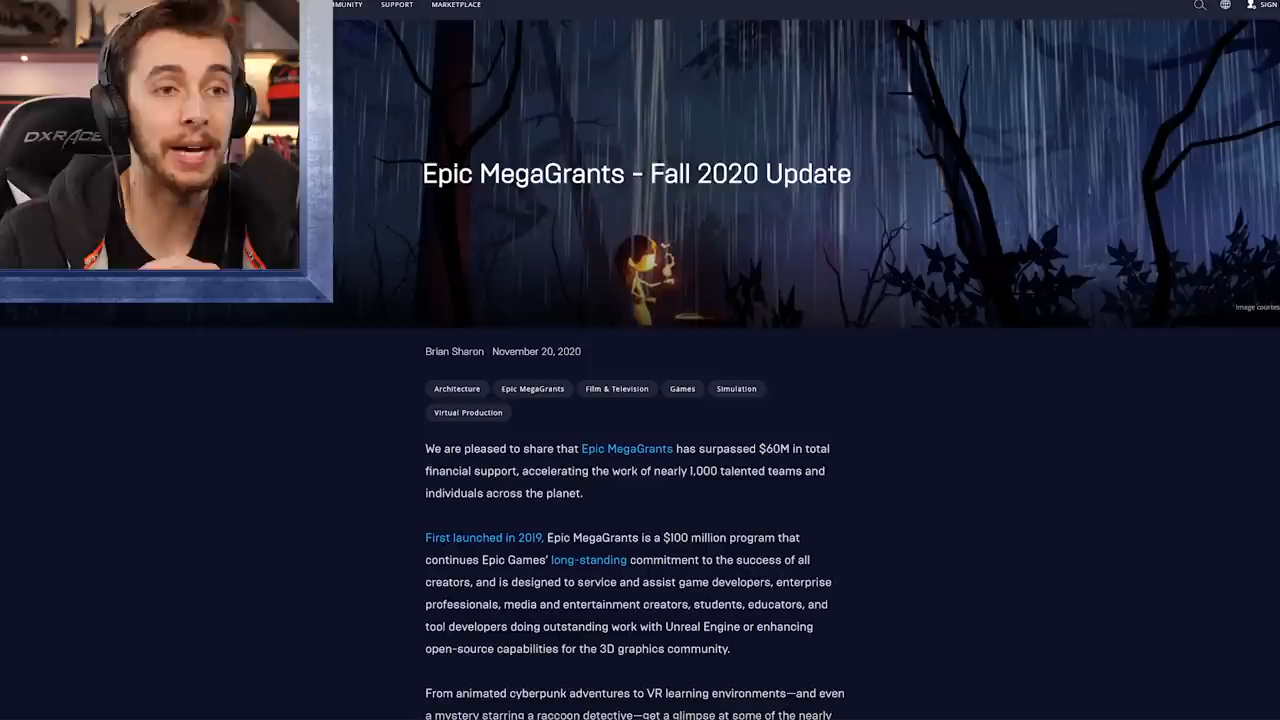 MMUNITY SUPPORT MARKETPLACE SIGN
DXRACE
Epic MegaGrants - Fall 2020 Update
Image courtes
Brian Sharon November 20, 2020
Architecture Epic MegaGrants Film & Television Games Simulation
Virtual Production
We are pleased to share that Epic MegaGrants has surpassed $60M in total
financial support, accelerating the work of nearly 1,000 talented teams and
individuals across the planet.
First launched in 2019, Epic MegaGrants is a $100 million program that
continues Epic Games’ long-standing commitment to the success of all
creators, and is designed to service and assist game developers, enterprise
professionals, media and entertainment creators, students, educators, and
tool developers doing outstanding work with Unreal Engine or enhancing
open-source capabilities for the 3D graphics community.
From animated cyberpunk adventures to VR learning environments—and even
a mystery starring a raccoon detective—get a glimpse at some of the nearly